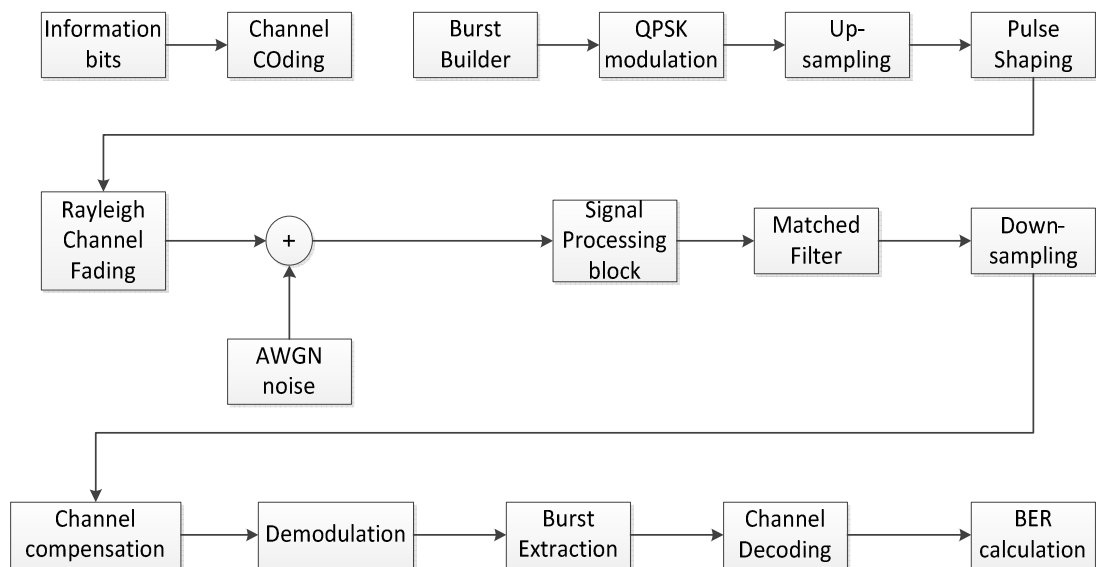 Information
bits
Channel
COding
Burst
Builder
QPSK
modulation
Up-
sampling
Pulse
Shaping
Rayleigh
Channel
Fading
+
Signal
Processing
block
Matched
Filter
Down-
sampling
AWGN
noise
Channel
compensation
Demodulation
Burst
Extraction
Channel
Decoding
BER
calculation